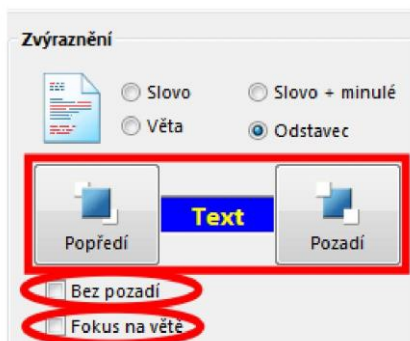 Zvýraznění
Slovo
Slovo + minulé
Věta
Odstavec
Popředí
Text
Pozadí
Bez pozadí
Fokus na větě